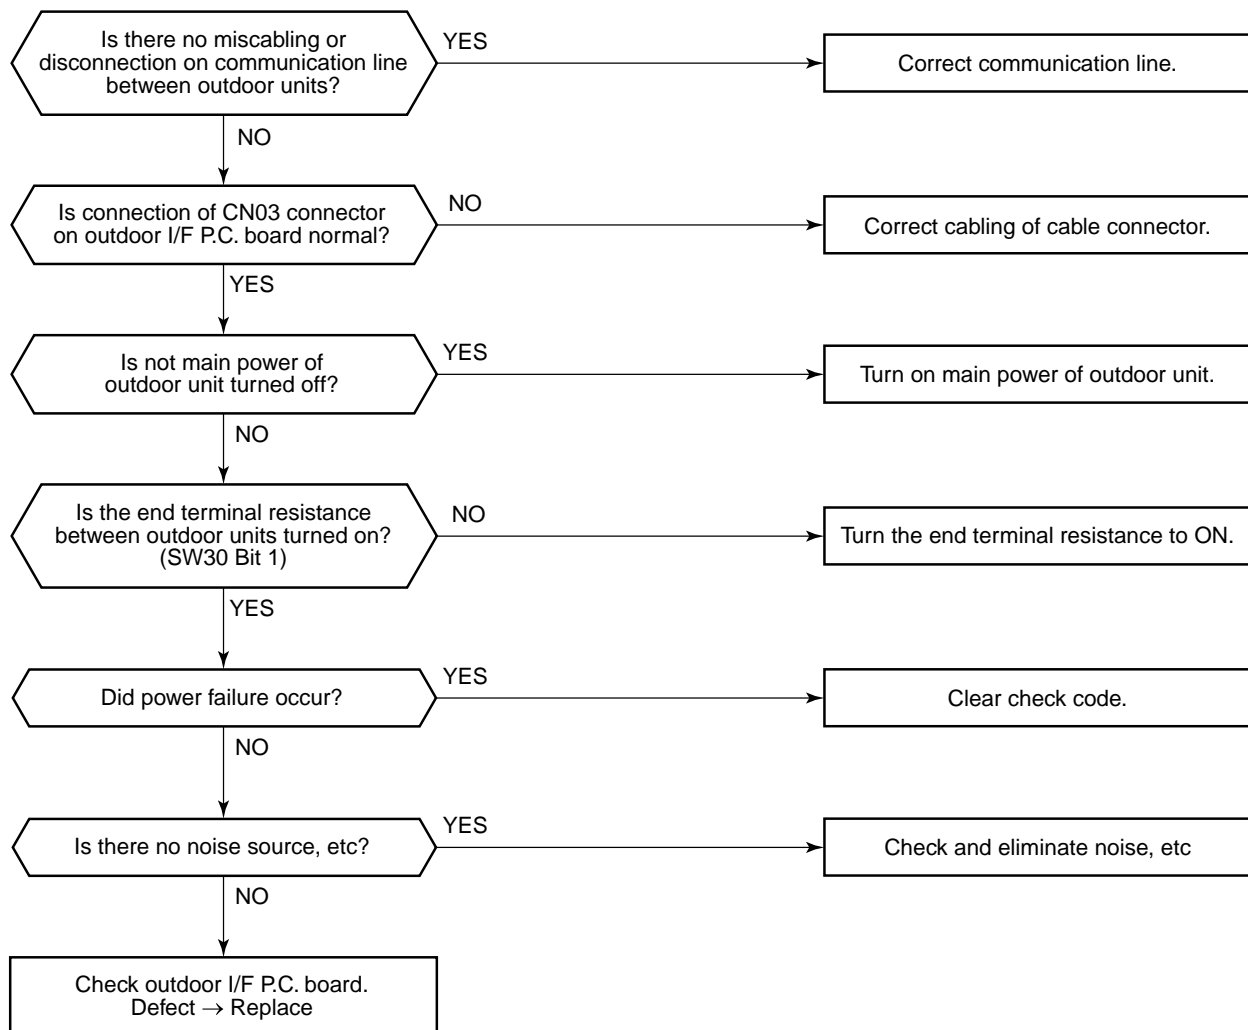 Is there no miscabling or
disconnection on communication line
between outdoor units?
YES
Correct communication line.
NO
Is connection of CN03 connector
on outdoor I/F P.C. board normal?
NO
Correct cabling of cable connector.
YES
Is not main power of
outdoor unit turned off?
YES
Turn on main power of outdoor unit.
NO
Is the end terminal resistance
between outdoor units turned on?
(SW30 Bit 1)
NO
Turn the end terminal resistance to ON.
YES
Did power failure occur?
YES
Clear check code.
NO
Is there no noise source, etc?
YES
Check and eliminate noise, etc
NO
Check outdoor I/F P.C. board.
Defect → Replace